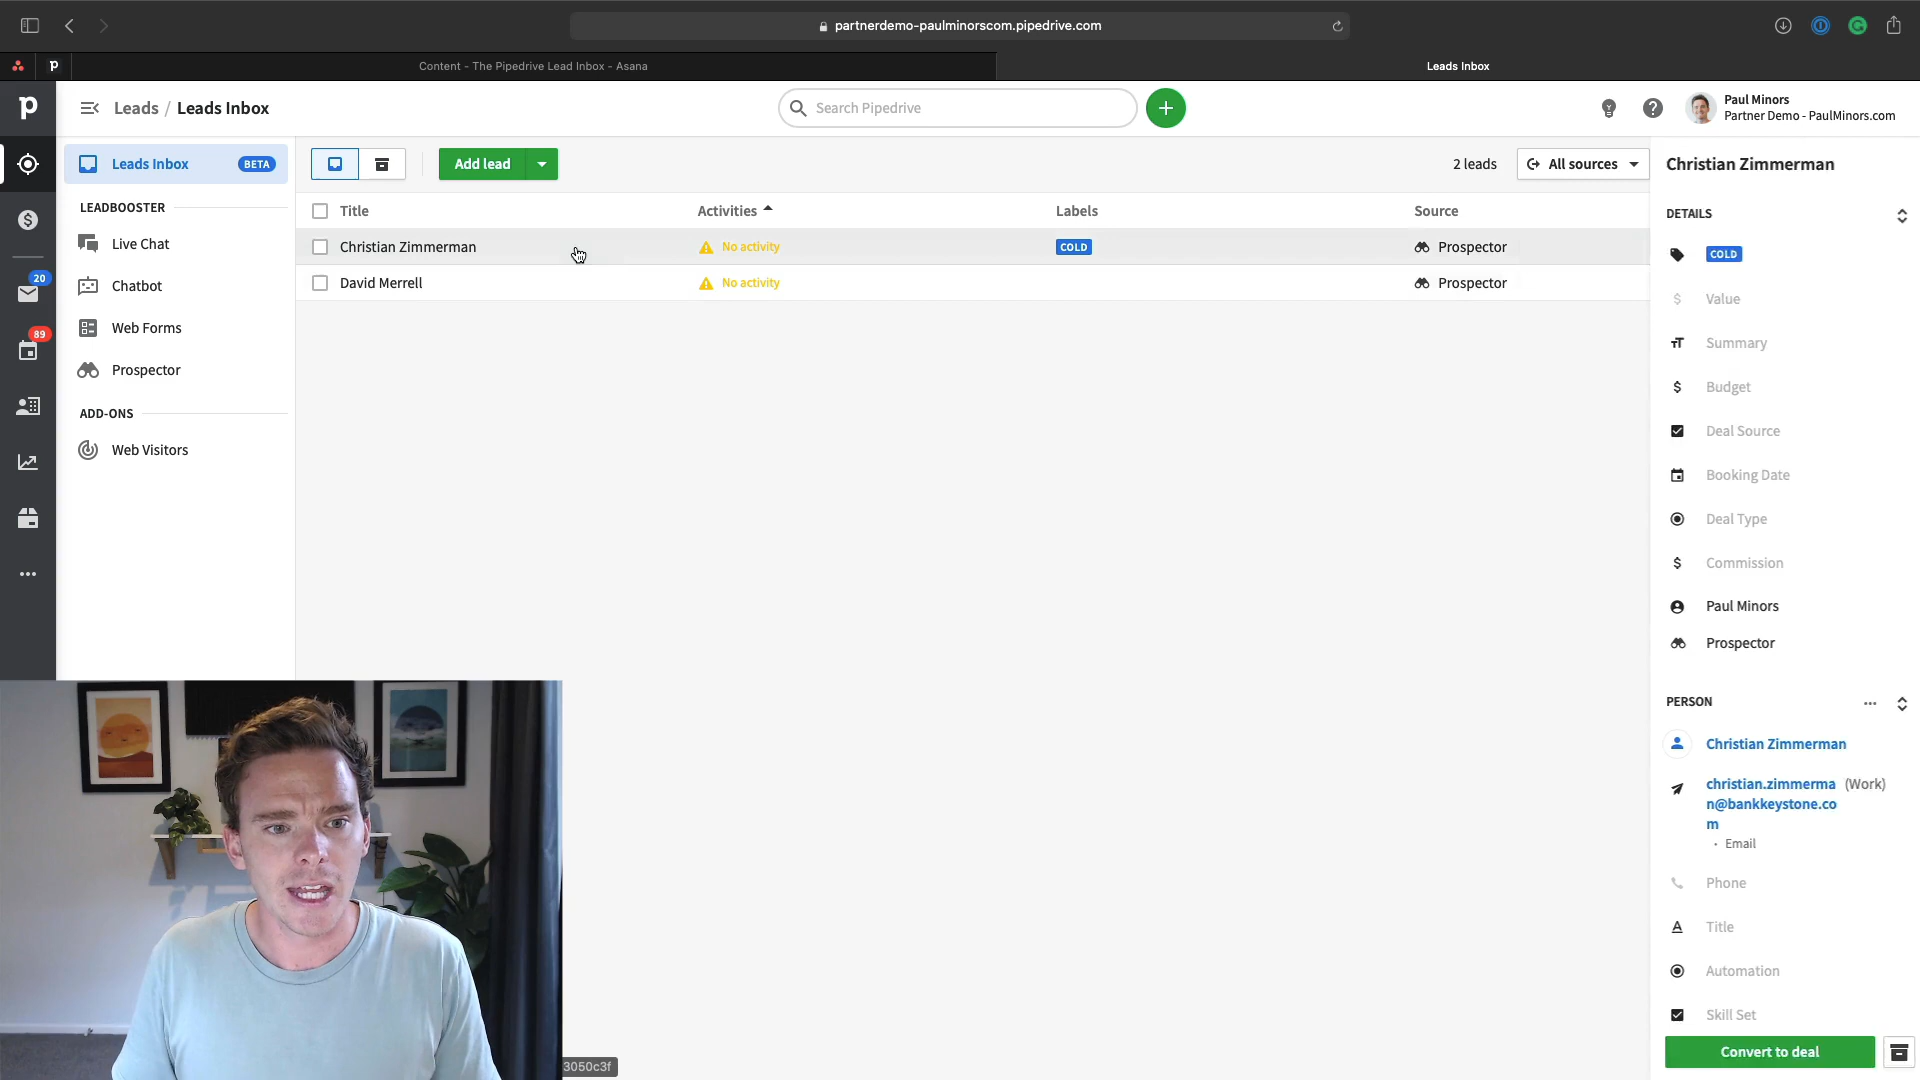 partnerdemo-paulminorscom.pipedrive.com
Content - The Pipedrive Lead Inbox - Asana
Leads Inbox
Leads / Leads Inbox
Search Pipedrive
Paul Minors
Partner Demo - PaulMinors.com
Leads Inbox BETA
LEADBOOSTER
Live Chat
Chatbot
Web Forms
Prospector
ADD-ONS
Web Visitors
20
89
Add lead
2 leads
All sources
Title Activities Labels Source
Christian Zimmerman No activity COLD Prospector
David Merrell No activity Prospector
Christian Zimmerman
DETAILS
COLD
Value
Summary
Budget
Deal Source
Booking Date
Deal Type
Commission
Paul Minors
Prospector
PERSON
Christian Zimmerman
christian.zimmerma (Work)
n@bankkeystone.co
m
· Email
Phone
Title
Automation
Skill Set
Convert to deal
3050c3f